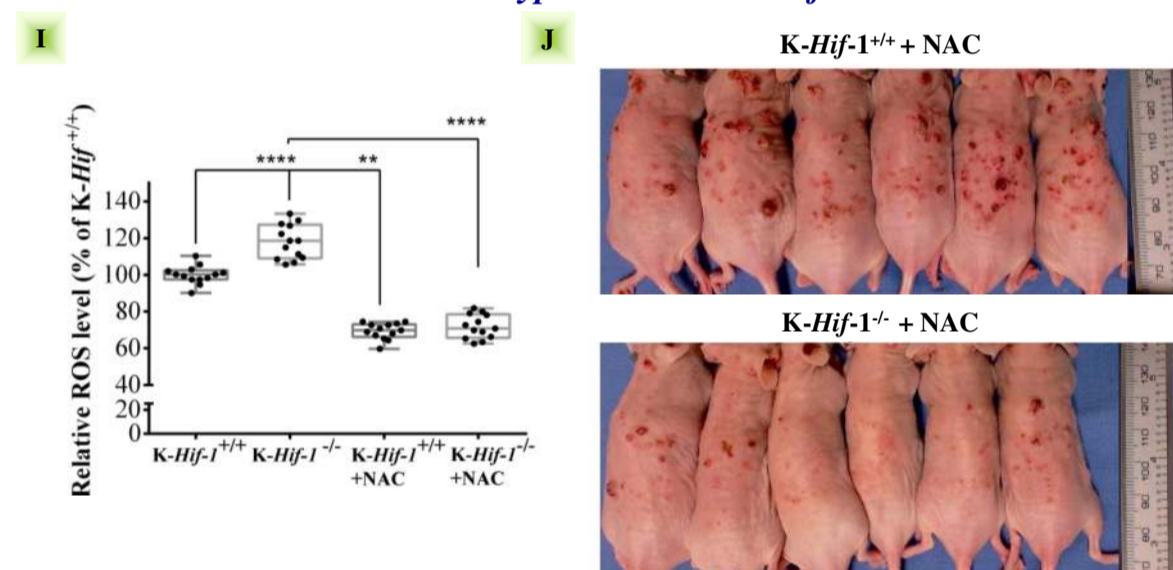 I
J
K-Hif-1+/+ + NAC
****
**** **
Relative ROS level (% of K-Hif+/+)
140
120
100
80
60
40
20
0
K-Hif-1+/+ K-Hif-1-/- K-Hif-1+/+ K-Hif-1-/-
+NAC +NAC
K-Hif-1-/- + NAC